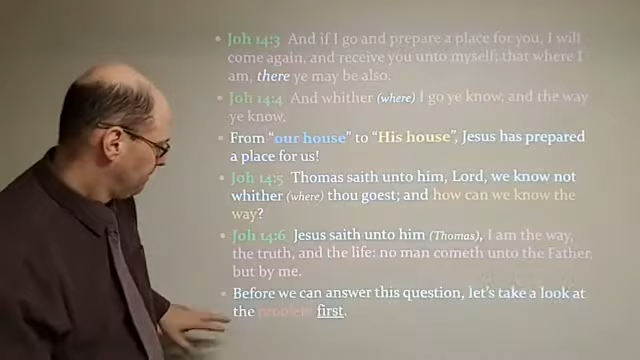 • Joh 14:3 And if I go and prepare a place for you, I will
come again, and receive you unto myself; that where I
am, there ye may be also.
• Joh 14:4 And whither (where) I go ye know, and the way
ye know.
• From “our house” to “His house”, Jesus has prepared
a place for us!
• Joh 14:5 Thomas saith unto him, Lord, we know not
whither (where) thou goest; and how can we know the
way?
• Joh 14:6 Jesus saith unto him (Thomas), I am the way,
the truth, and the life: no man cometh unto the Father,
but by me.
• Before we can answer this question, let’s take a look at
the problem first.